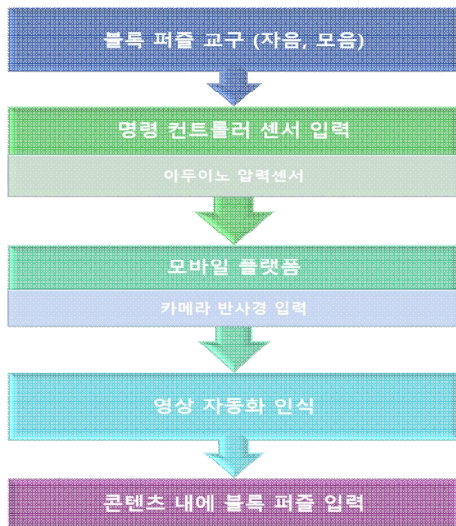 블록 퍼즐 교구 (자음, 모음)
명령 컨트롤러 센서 입력
아두이노 압력센서
모바일 플랫폼
카메라 반사경 입력
영상 자동화 인식
콘텐츠 내에 블록 퍼즐 입력